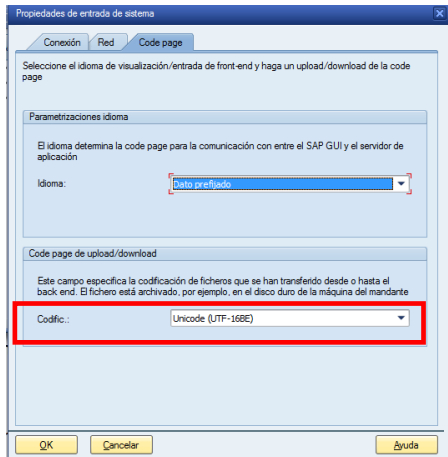 Propiedades de entrada de sistema
Conexión Red Code page
Seleccione el idioma de visualización/entrada de front-end y haga un upload/download de la code
page
Parametrizaciones idioma
El idioma determina la code page para la comunicación con entre el SAP GUI y el servidor de
aplicación
Idioma: Dato prefijado
Code page de upload/download
Este campo especifica la codificación de ficheros que se han transferido desde o hasta el
back end. El fichero está archivado, por ejemplo, en el disco duro de la máquina del mandante
Codific.: Unicode (UTF-16BE)
OK Cancelar Ayuda